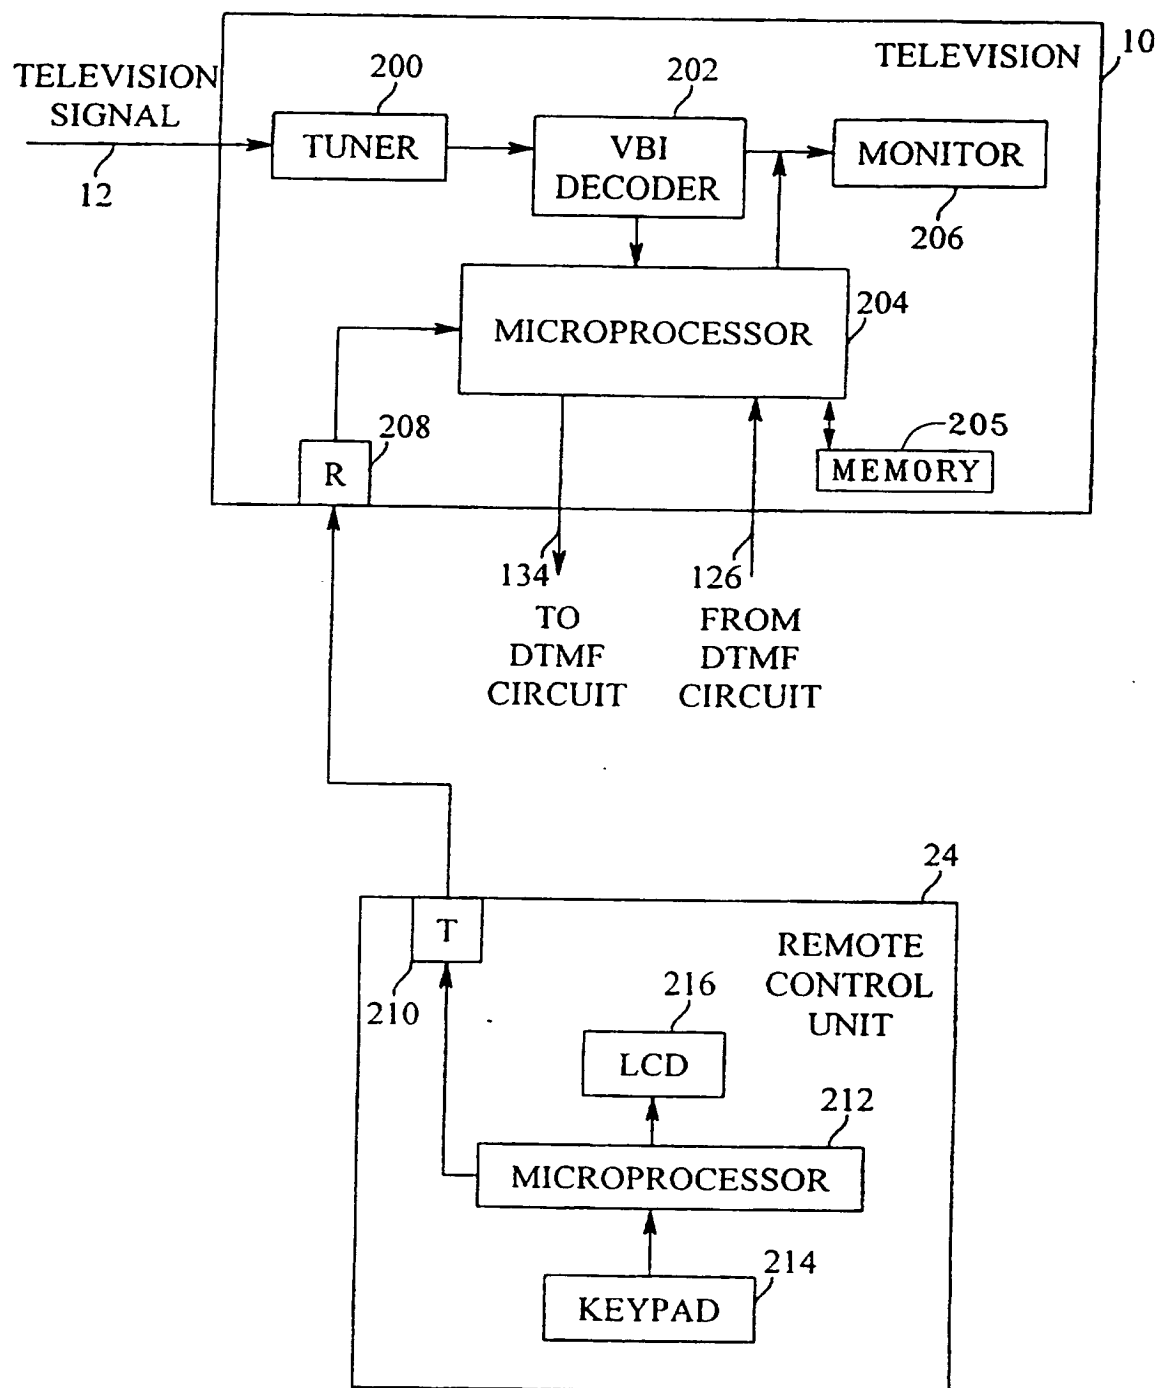 TELEVISION
10
TELEVISION
SIGNAL
12
200
TUNER
202
VBI
DECODER
MONITOR
206
204
MICROPROCESSOR
208
R
205
MEMORY
134
TO
DTMF
CIRCUIT
126
FROM
DTMF
CIRCUIT
24
T
210
REMOTE
CONTROL
UNIT
216
LCD
212
MICROPROCESSOR
214
KEYPAD